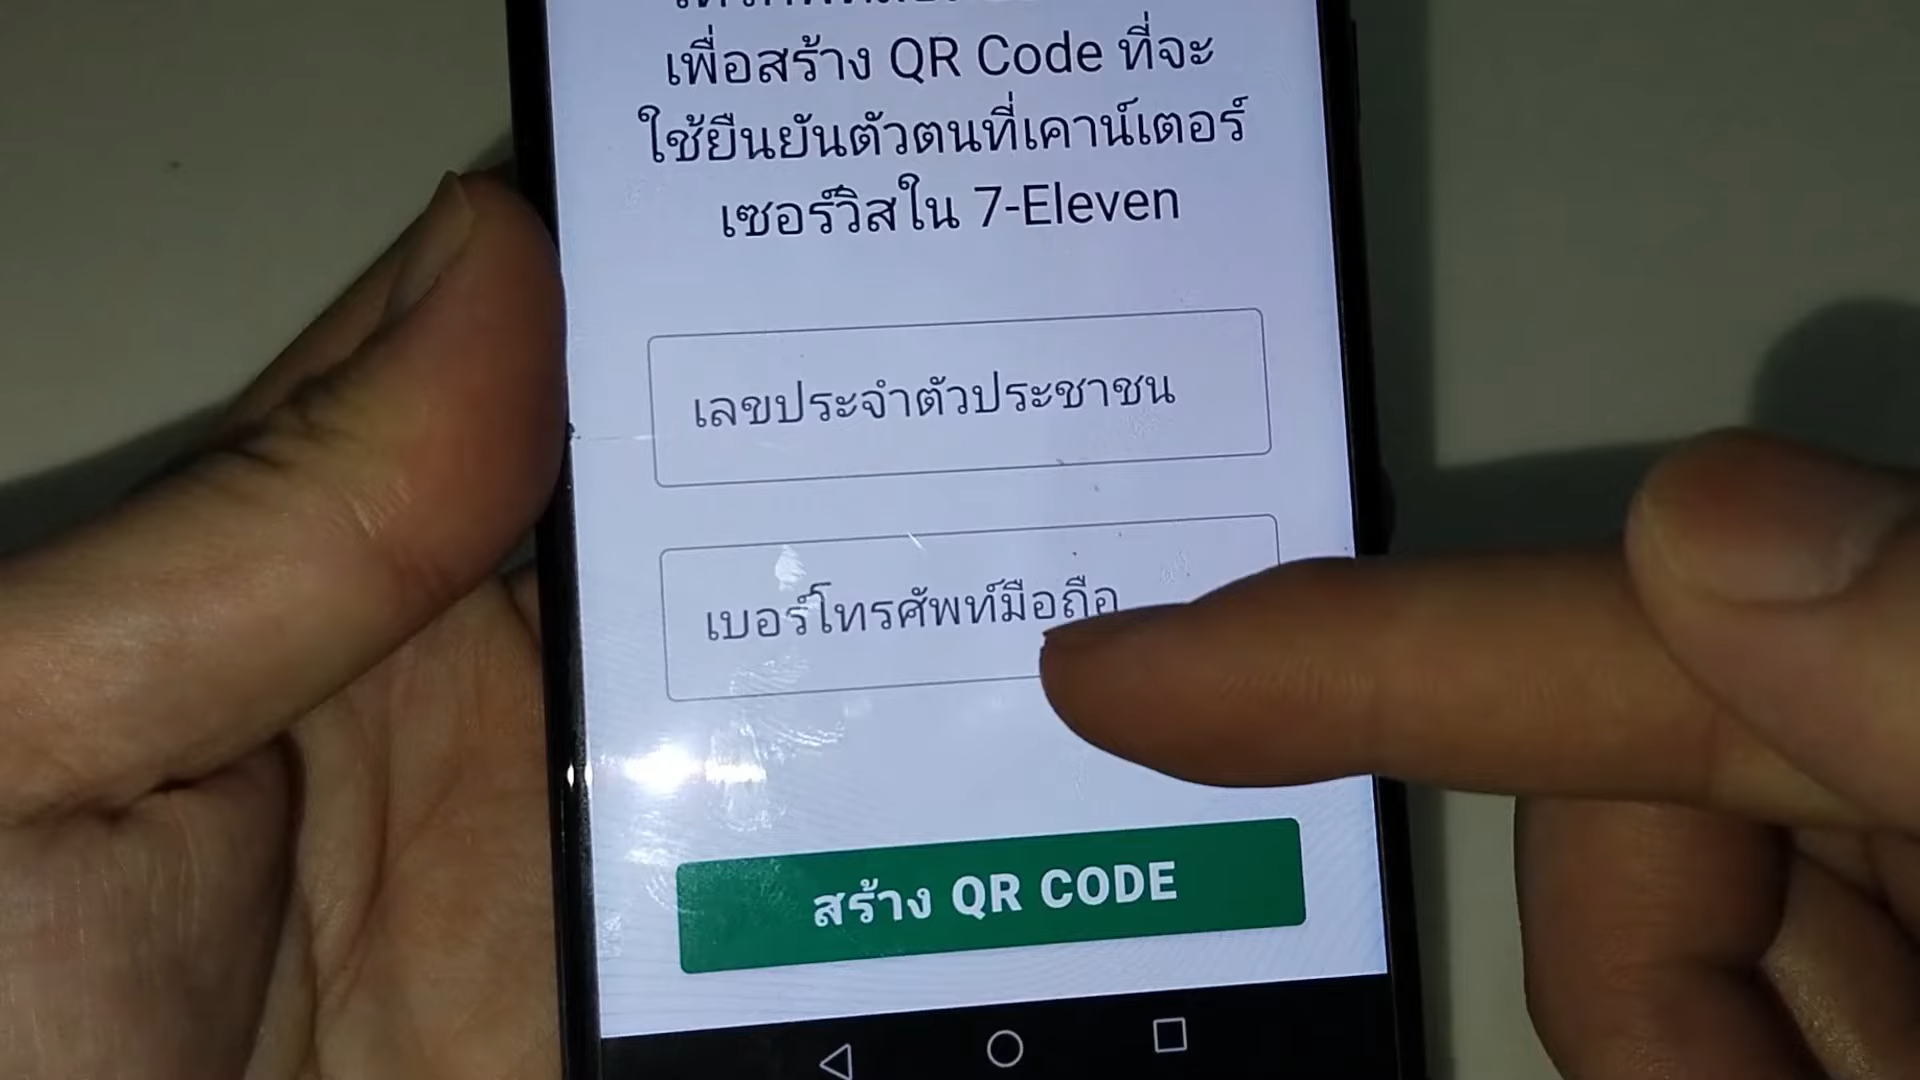 เพื่อสร้าง QR Code ที่จะ
ใช้ยืนยันตัวตนที่เคาน์เตอร์
เซอร์วิสใน 7-Eleven
เลขประจำตัวประชาชน
เบอร์โทรศัพท์มือถือ
สร้าง QR CODE